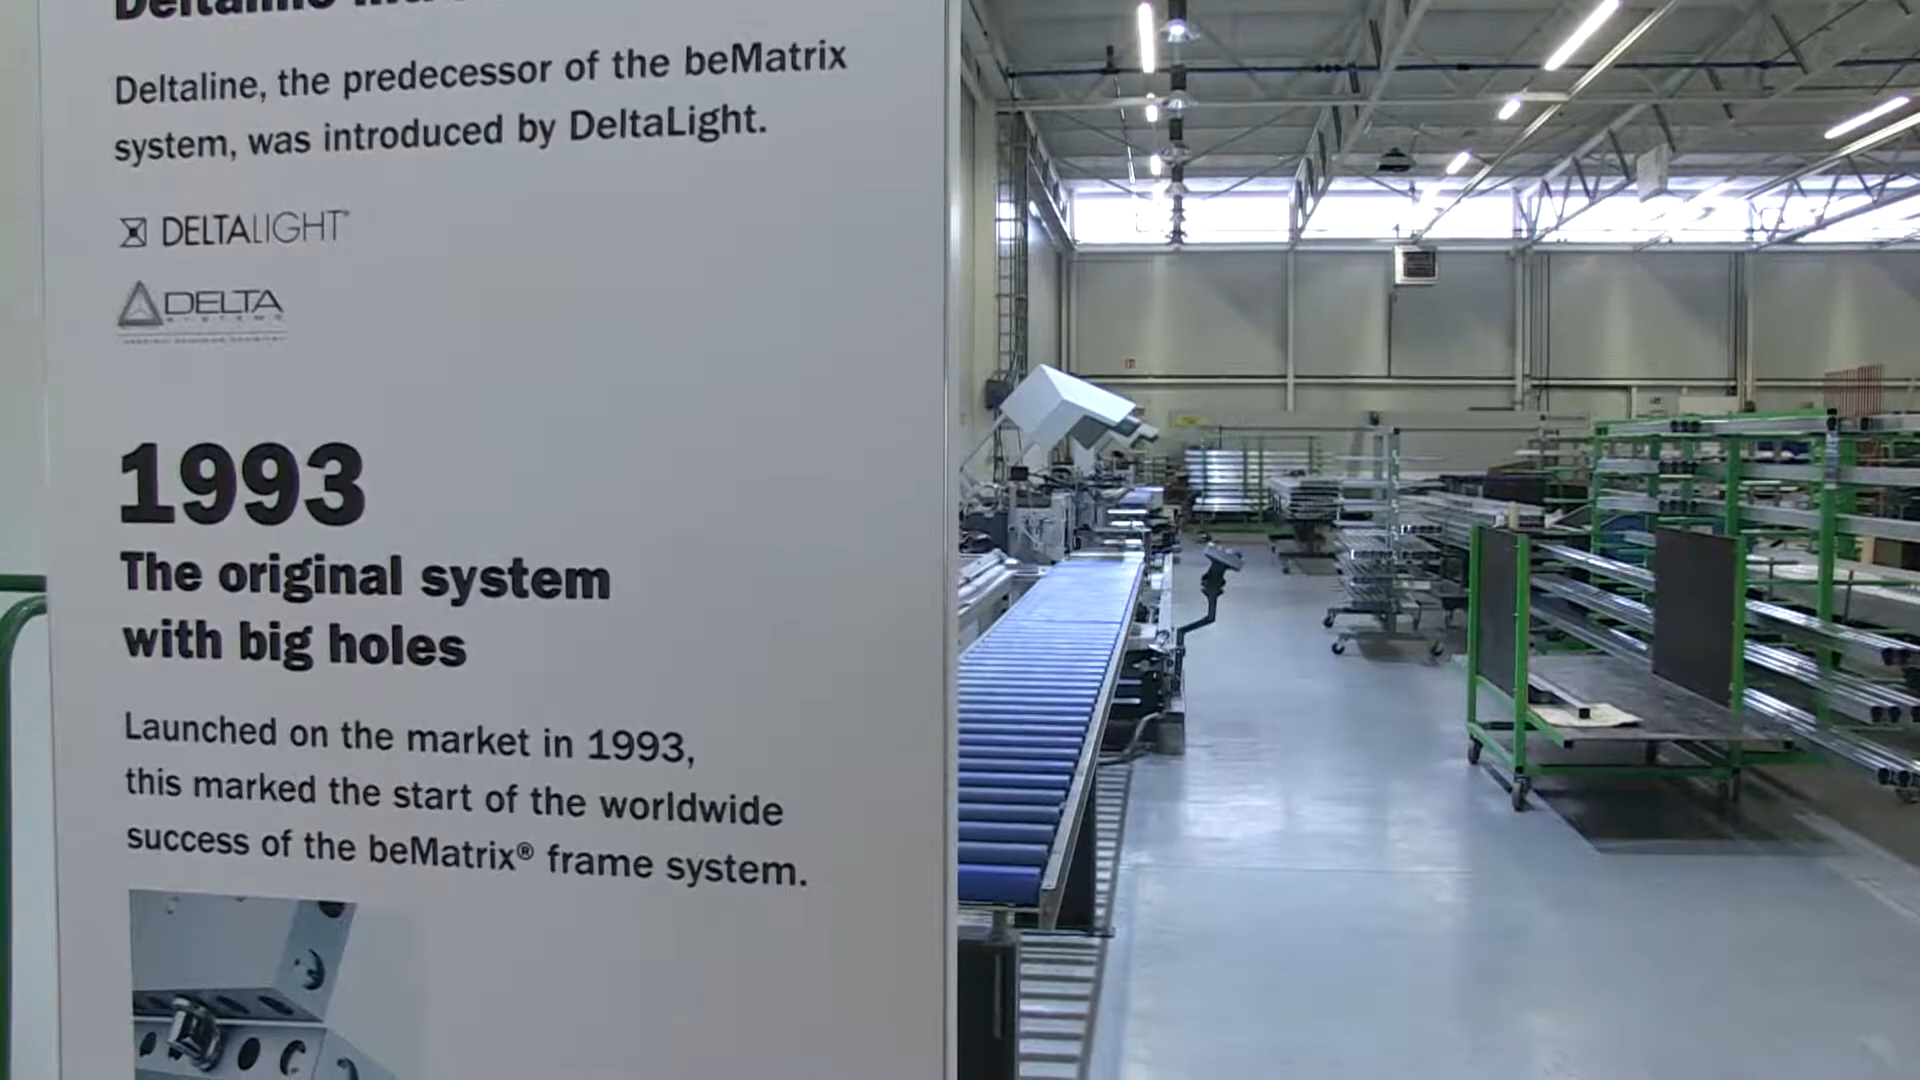 Deltaline, the predecessor of the beMatrix
system, was introduced by DeltaLight.
DELTALIGHT®
DELTA
SYSTEMS
1993
The original system
with big holes
Launched on the market in 1993,
this marked the start of the worldwide
success of the beMatrix® frame system.